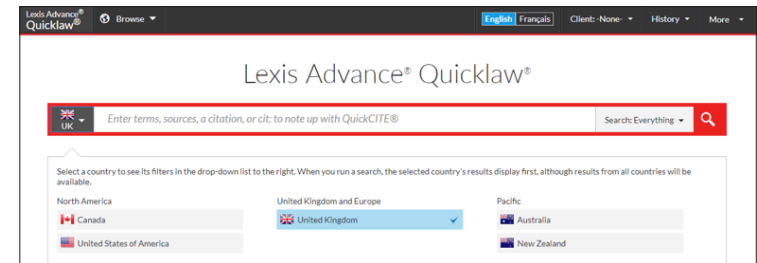 Lexis Advance®
Quicklaw®
Browse
English Français
Client: -None-
History
More
Lexis Advance® Quicklaw®
UK
Enter terms, sources, a citation, or cit: to note up with QuickCITE®
Search: Everything
Select a country to see its filters in the drop-down list to the right. When you run a search, the selected country's results display first, although results from all countries will be
available.
North America
United Kingdom and Europe
Pacific
Canada
United Kingdom
Australia
United States of America
New Zealand